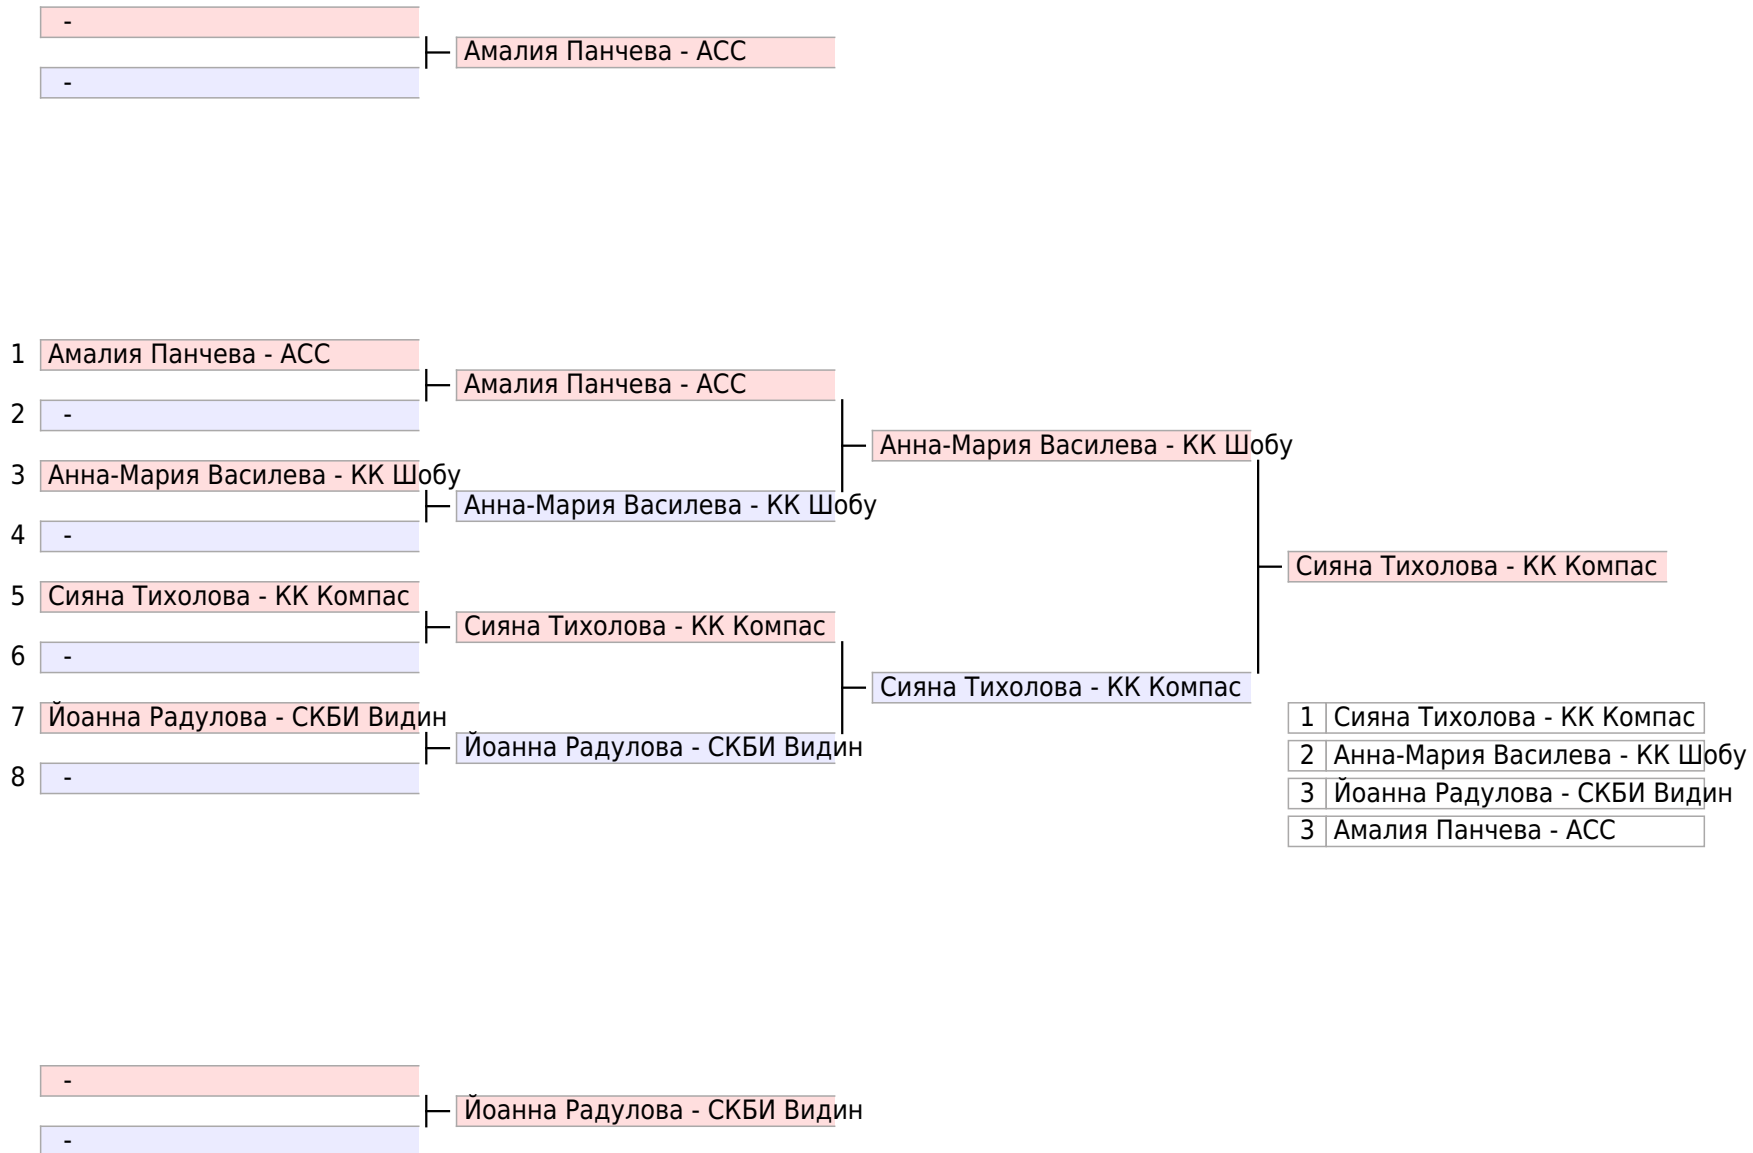 -
Амалия Панчева - АСС
-
1 Амалия Панчева - АСС
Амалия Панчева - АСС
2 -
Анна-Мария Василева - КК Шобу
3 Анна-Мария Василева - КК Шобу
Анна-Мария Василева - КК Шобу
4 -
Сияна Тихолова - КК Компас
5 Сияна Тихолова - КК Компас
Сияна Тихолова - КК Компас
6 -
Сияна Тихолова - КК Компас
7 Йоанна Радулова - СКБИ Видин
Йоанна Радулова - СКБИ Видин
8 -
1 Сияна Тихолова - КК Компас
2 Анна-Мария Василева - КК Шобу
3 Йоанна Радулова - СКБИ Видин
3 Амалия Панчева - АСС
-
Йоанна Радулова - СКБИ Видин
-